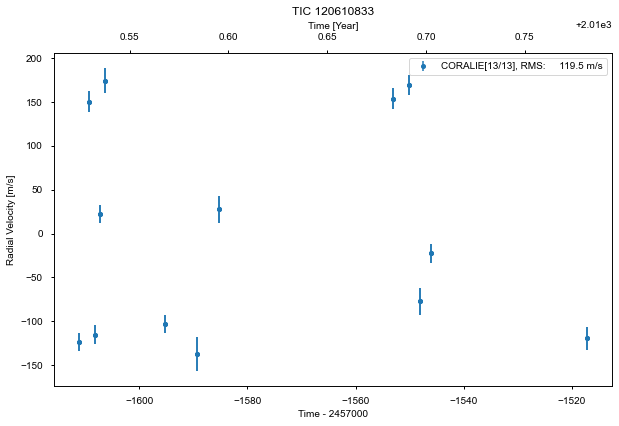 TIC 120610833
Time [Year]
0.55 0.60 0.65 0.70 0.75
+2.01e3
CORALIE[13/13], RMS: 119.5 m/s
200
150
100
50
0
−50
−100
−150
Radial Velocity [m/s]
−1600 −1580 −1560 −1540 −1520
Time - 2457000